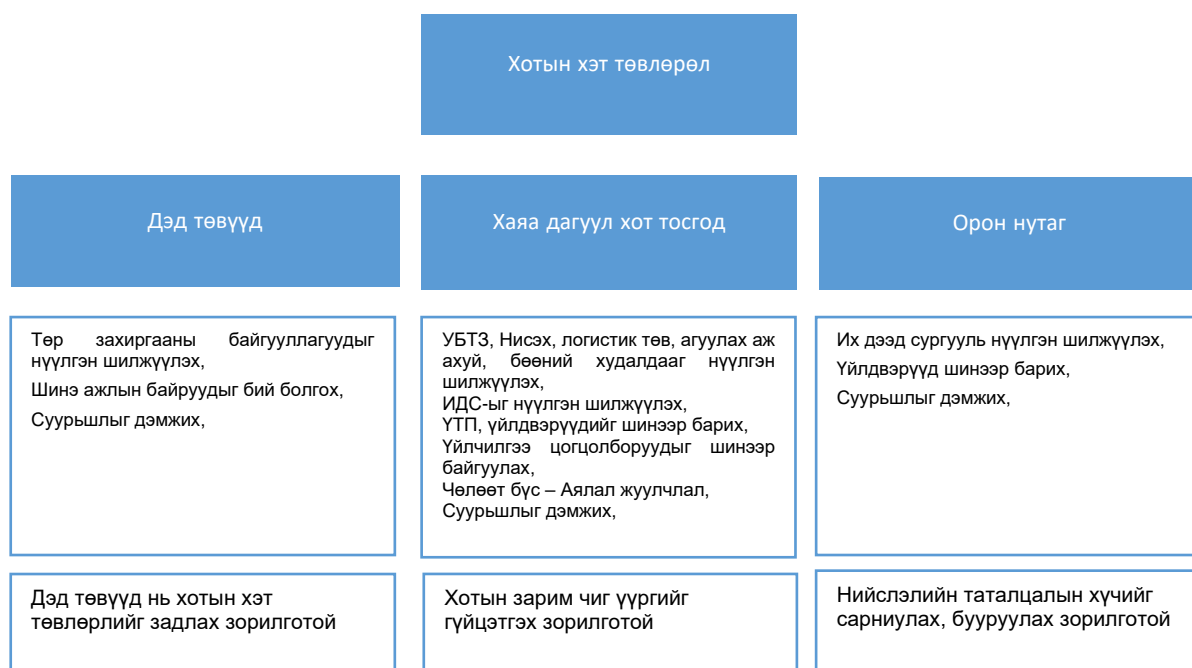 Хотын хэт төвлөрөл
Дэд төвүүд
Хаяа дагуул хот тосгод
Орон нутаг
Төр захиргааны байгууллагуудыг
нүүлгэн шилжүүлэх,
Шинэ ажлын байруудыг бий болгох,
Суурьшлыг дэмжих,
УБТЗ, Нисэх, логистик төв, агуулах аж
ахуй, бөөний худалдааг нүүлгэн
шилжүүлэх,
ИДС-ыг нүүлгэн шилжүүлэх,
ҮТП, үйлдвэрүүдийг шинээр барих,
Үйлчилгээ цогцолборуудыг шинээр
байгуулах,
Чөлөөт бүс – Аялал жуулчлал,
Суурьшлыг дэмжих,
Их дээд сургууль нүүлгэн шилжүүлэх,
Үйлдвэрүүд шинээр барих,
Суурьшлыг дэмжих,
Дэд төвүүд нь хотын хэт
төвлөрлийг задлах зорилготой
Хотын зарим чиг үүргийг
гүйцэтгэх зорилготой
Нийслэлийн таталцалын хүчийг
сарниулах, бууруулах зорилготой